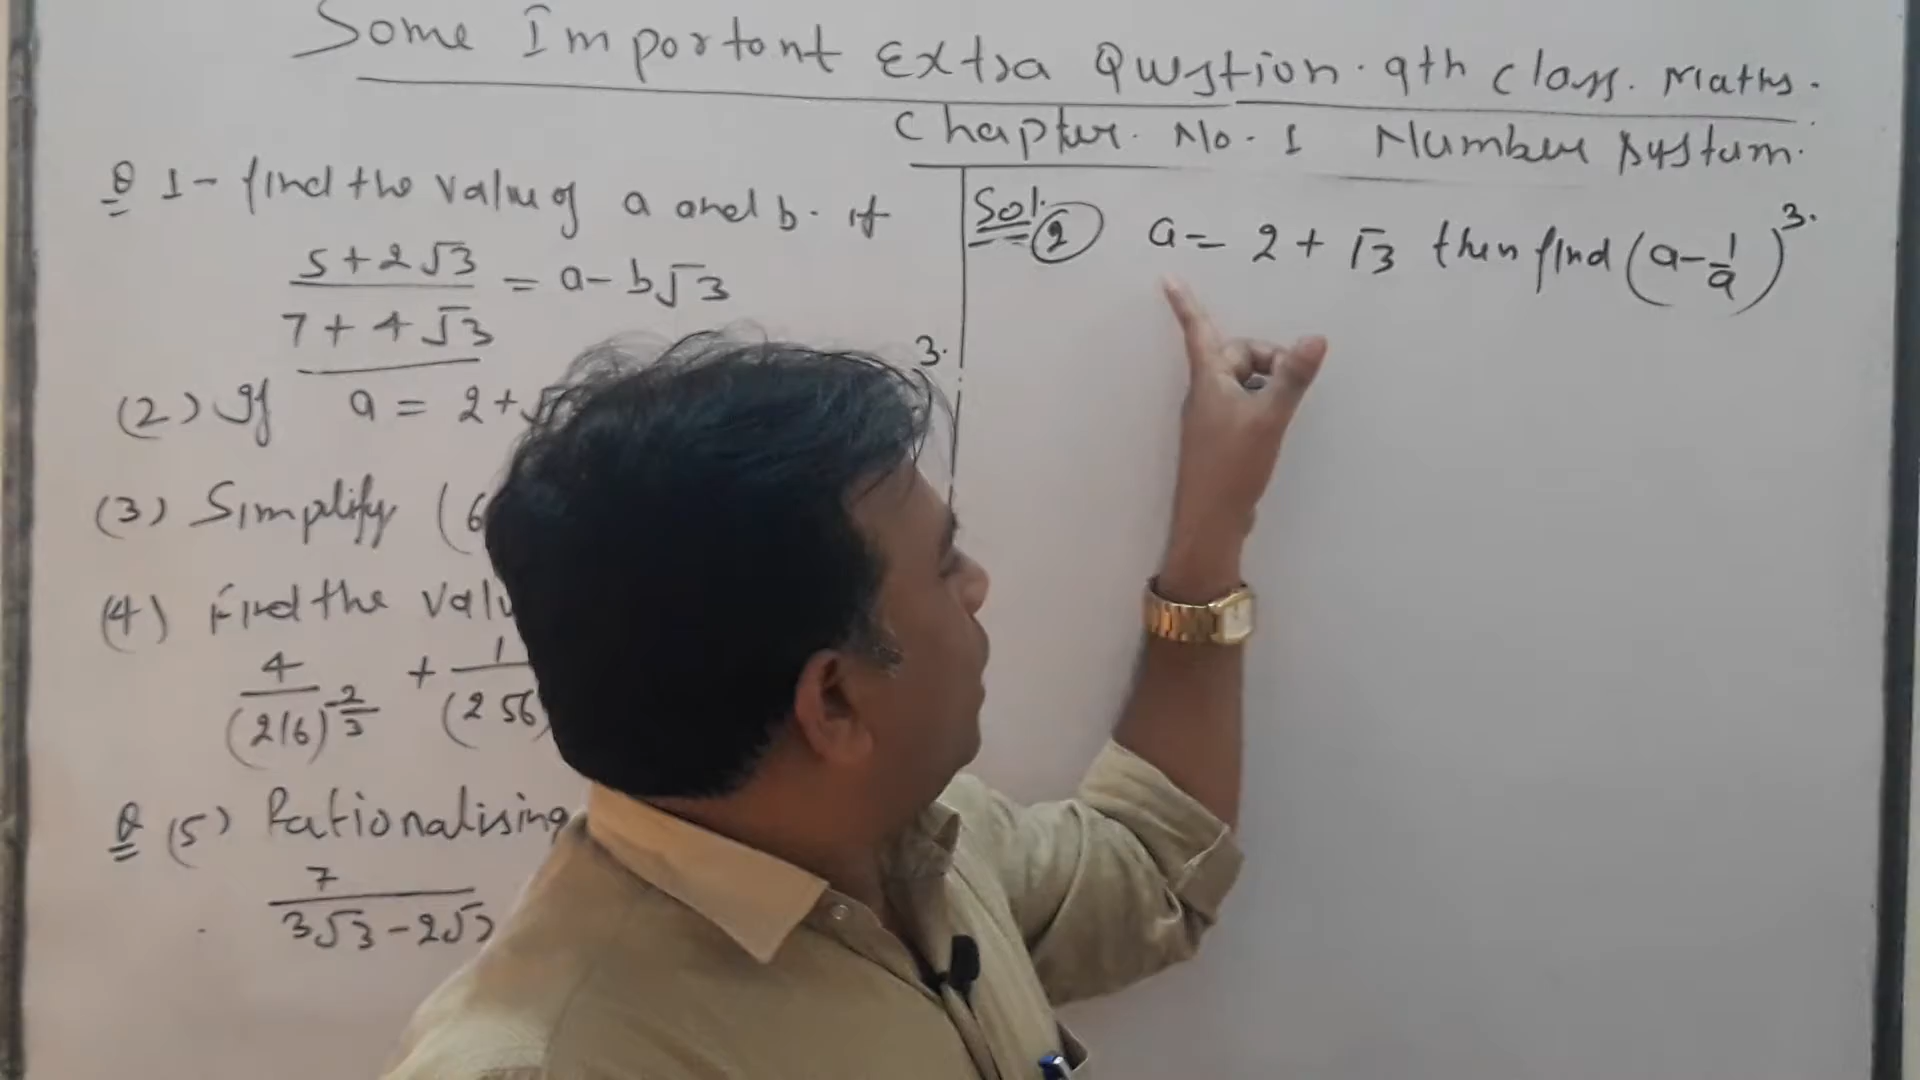 Some Important Extra Qustion. 9th Class. Maths.
Chapter. No. 1 Number System.
Q 1- find the value of a and b. if
5+2√3 / 7+4√3 = a-b√3
(2) If a = 2+√
3.
(3) Simplify (6
(4) Find the valu
4/(216)^-2/3 + 1/(256)
Q (5) Rationalising
7 / 3√3-2√2
Sol. (2) a = 2+√3 then find (a-1/a)^3.